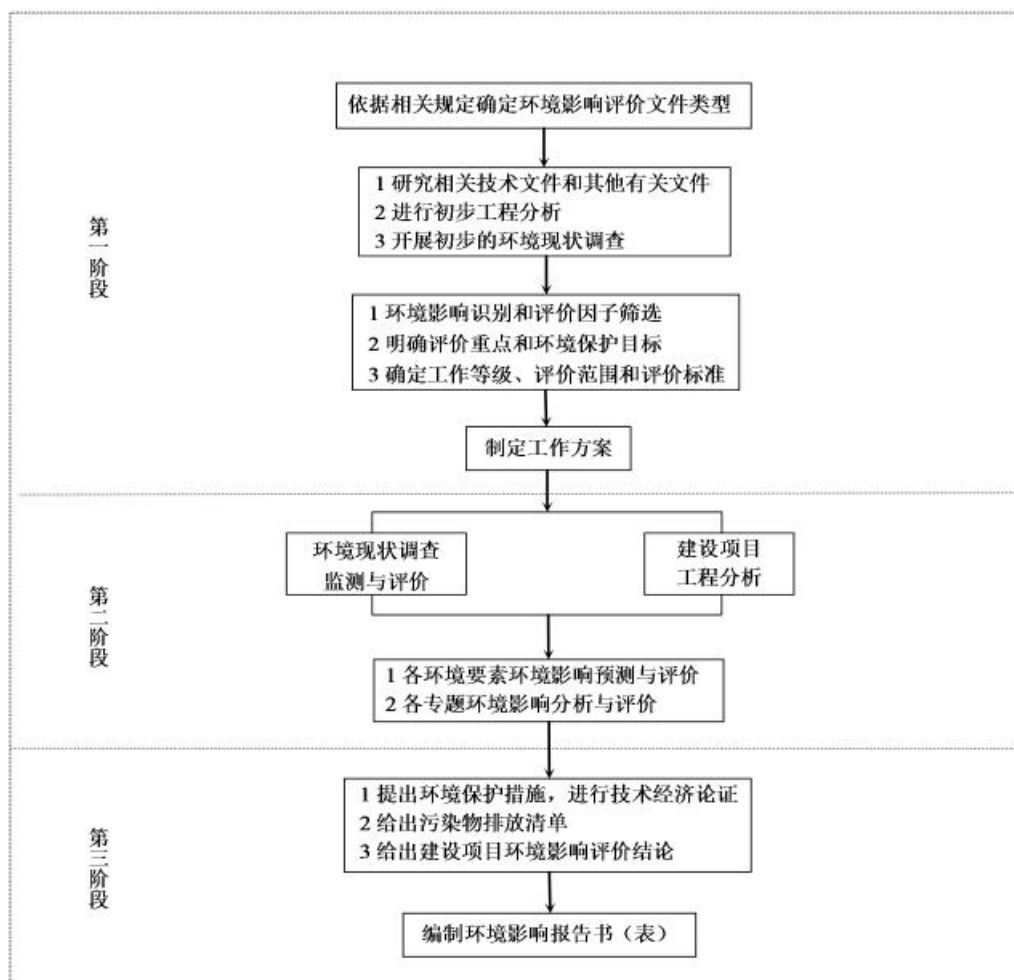 依据相关规定确定环境影响评价文件类型
1 研究相关技术文件和其他有关文件
2 进行初步工程分析
3 开展初步的环境现状调查
第一阶段
1 环境影响识别和评价因子筛选
2 明确评价重点和环境保护目标
3 确定工作等级、评价范围和评价标准
制定工作方案
环境现状调查
监测与评价
建设项目
工程分析
第二阶段
1 各环境要素环境影响预测与评价
2 各专题环境影响分析与评价
第三阶段
1 提出环境保护措施，进行技术经济论证
2 给出污染物排放清单
3 给出建设项目环境影响评价结论
编制环境影响报告书（表）